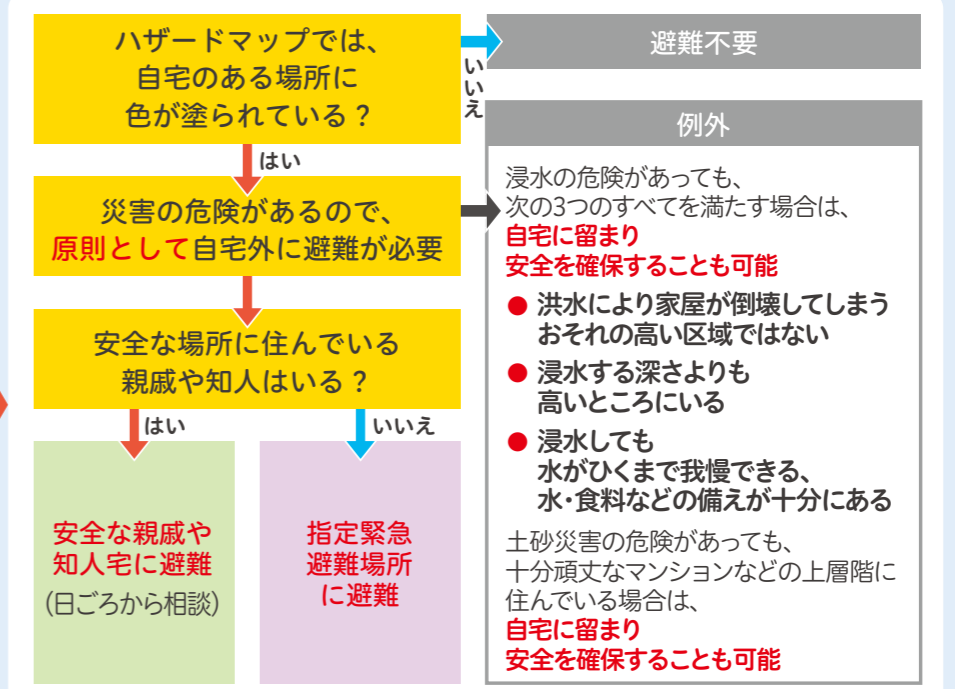 ハザードマップでは、
自宅のある場所に
色が塗られている？
いいえ
避難不要
はい
災害の危険があるので、
原則として自宅外に避難が必要
安全な場所に住んでいる
親戚や知人はいる？
はい
いいえ
安全な親戚や
知人宅に避難
(日ごろから相談)
指定緊急
避難場所
に避難
例外
浸水の危険があっても、
次の3つのすべてを満たす場合は、
自宅に留まり
安全を確保することも可能
● 洪水により家屋が倒壊してしまう
おそれの高い区域ではない
● 浸水する深さよりも
高いところにいる
● 浸水しても
水がひくまで我慢できる、
水・食料などの備えが十分にある
土砂災害の危険があっても、
十分頑丈なマンションなどの上層階に
住んでいる場合は、
自宅に留まり
安全を確保することも可能